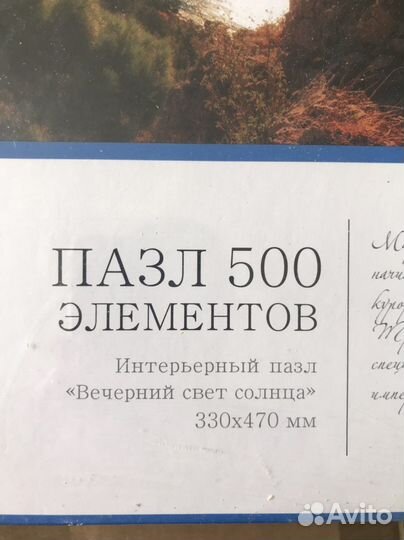 ПАЗЛ 500
ЭЛЕМЕНТОВ
Интерьерный пазл
«Вечерний свет солнца»
330х470 мм
Avito